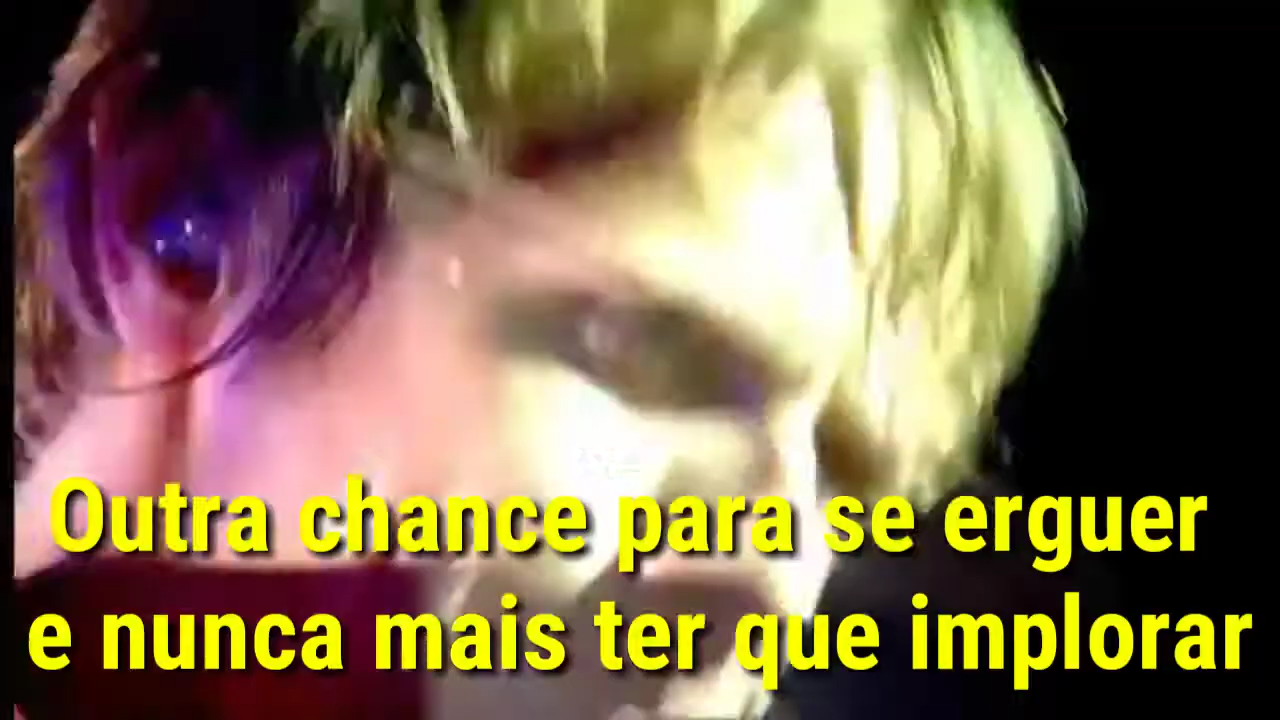 Outra chance para se erguer
e nunca mais ter que implorar